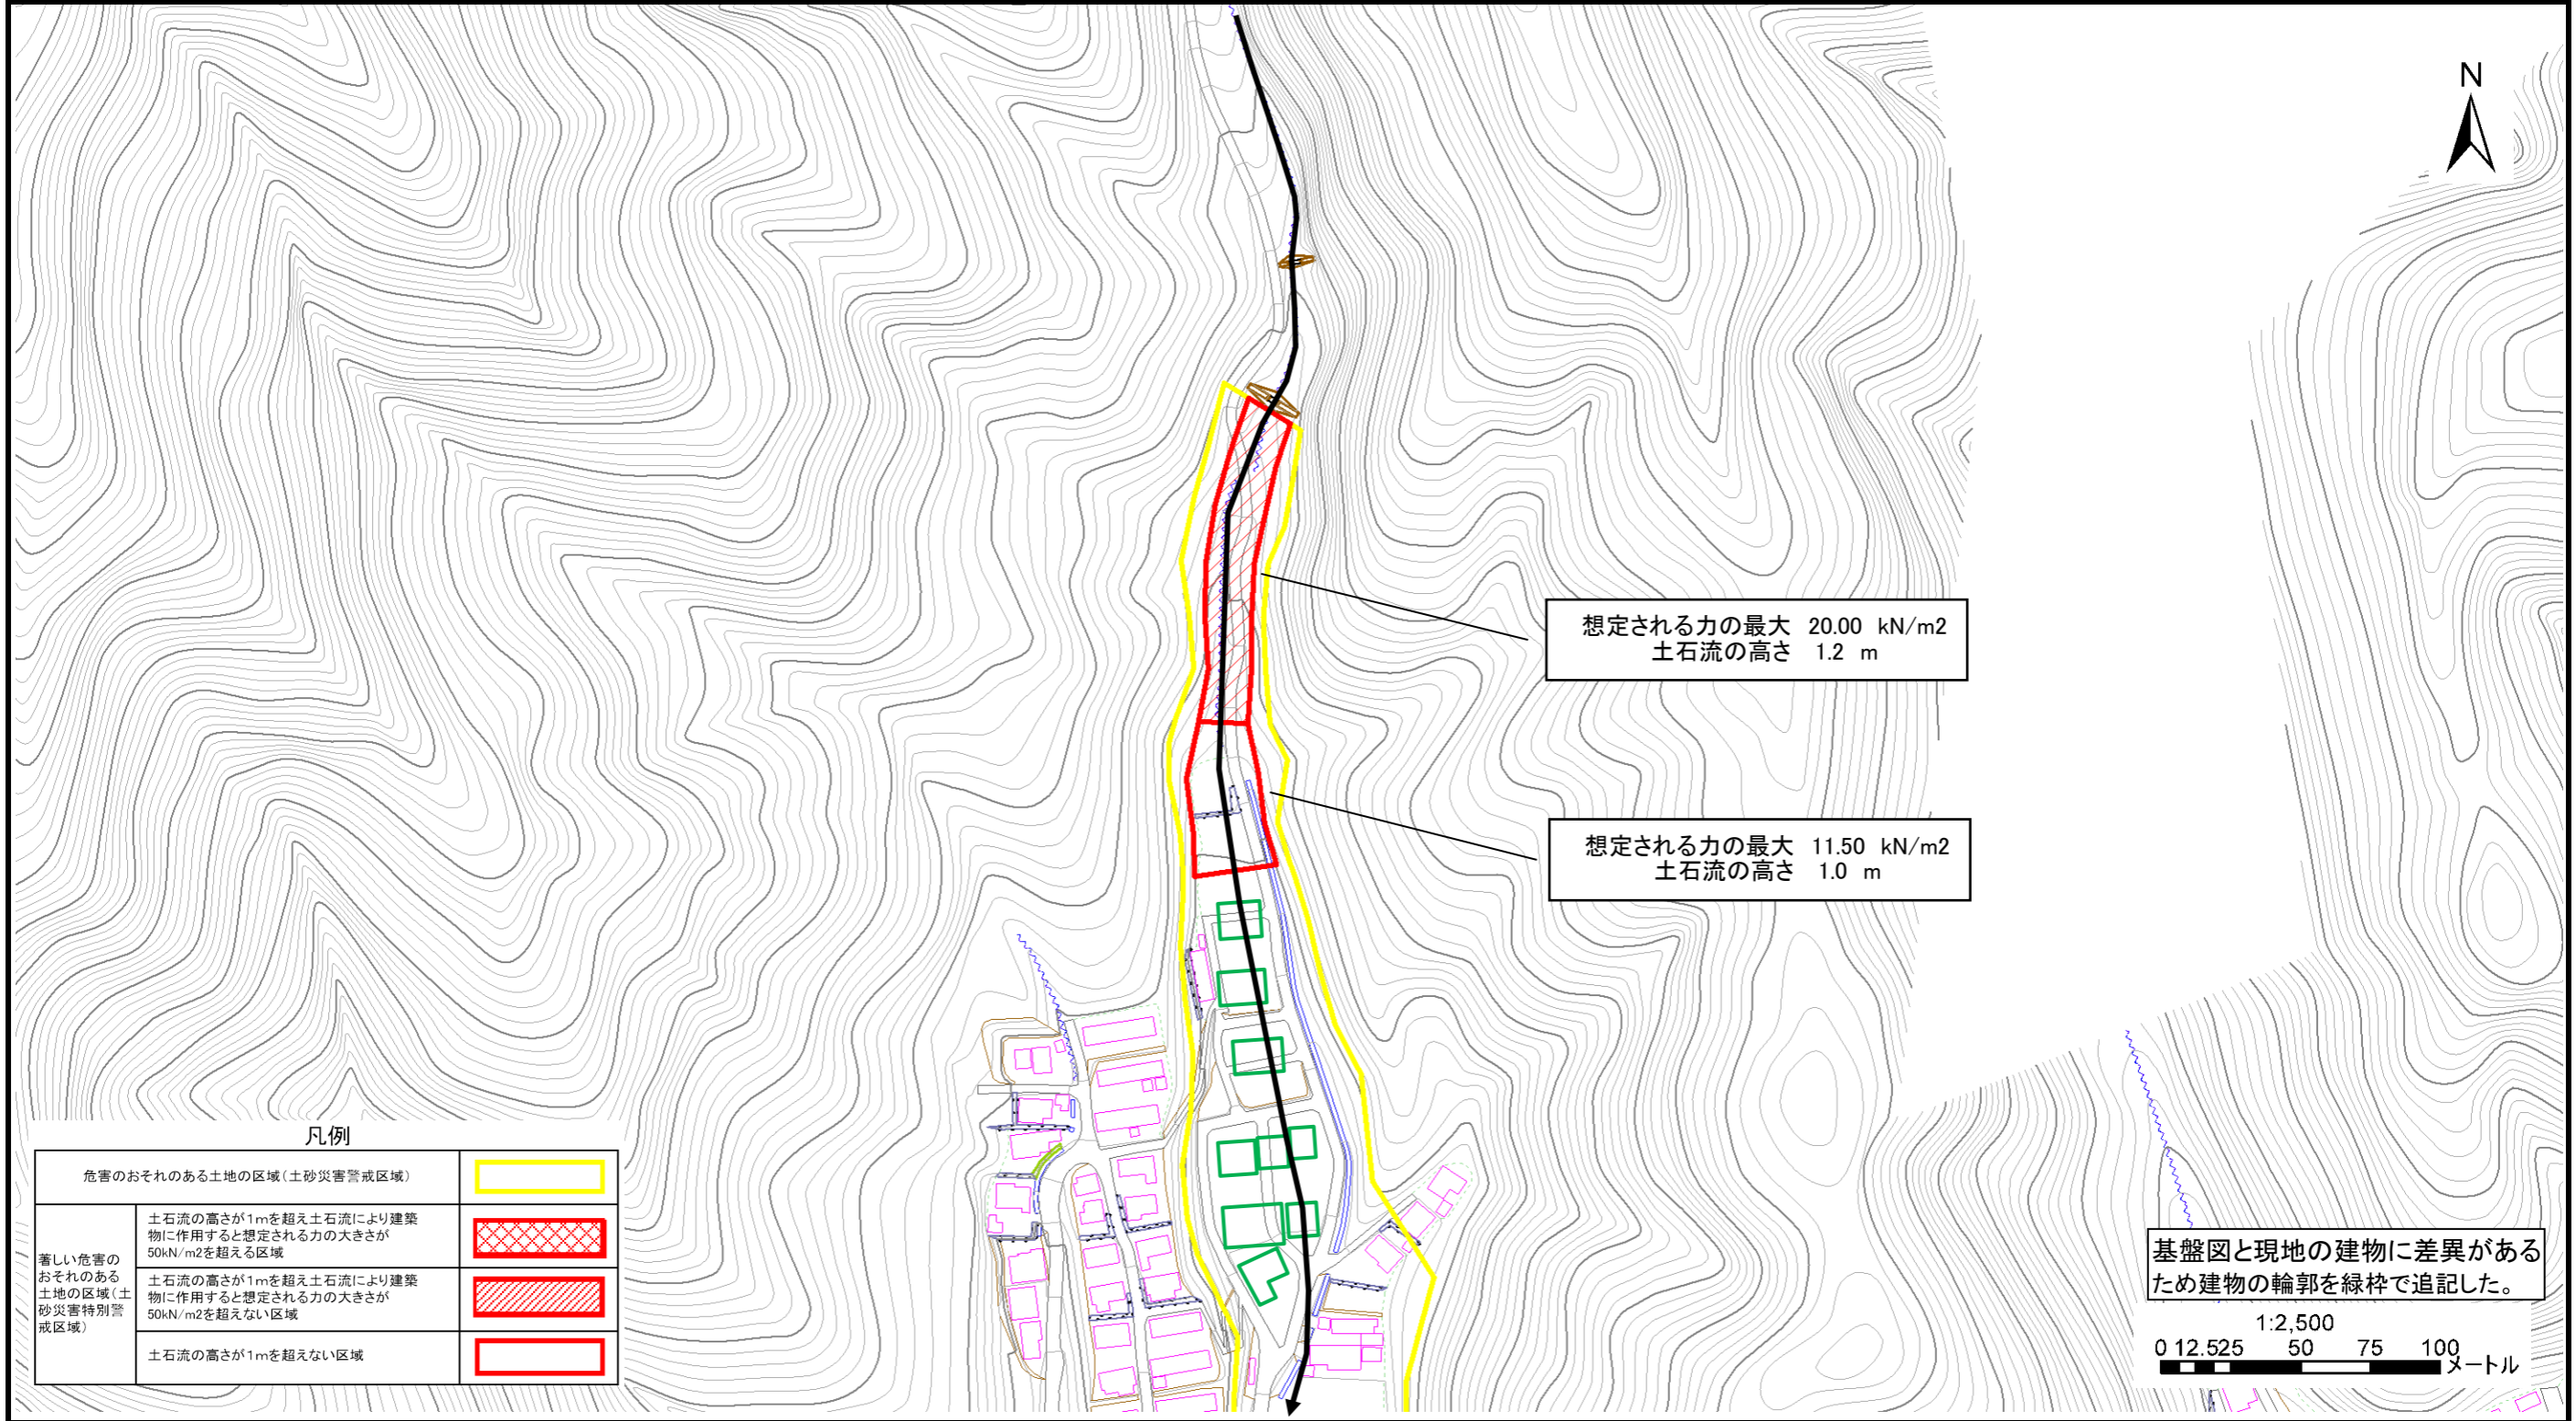 N
想定される力の最大 20.00 kN/m2
土石流の高さ 1.2 m
想定される力の最大 11.50 kN/m2
土石流の高さ 1.0 m
凡例
危害のおそれのある土地の区域(土砂災害警戒区域)
著しい危害の
おそれのある
土地の区域(土
砂災害特別警
戒区域)
土石流の高さが1mを超え土石流により建築
物に作用すると想定される力の大きさが
50kN/m2を超える区域
土石流の高さが1mを超え土石流により建築
物に作用すると想定される力の大きさが
50kN/m2を超えない区域
土石流の高さが1mを超えない区域
基盤図と現地の建物に差異がある
ため建物の輪郭を緑枠で追記した。
1:2,500
0 12.525 50 75 100
メートル